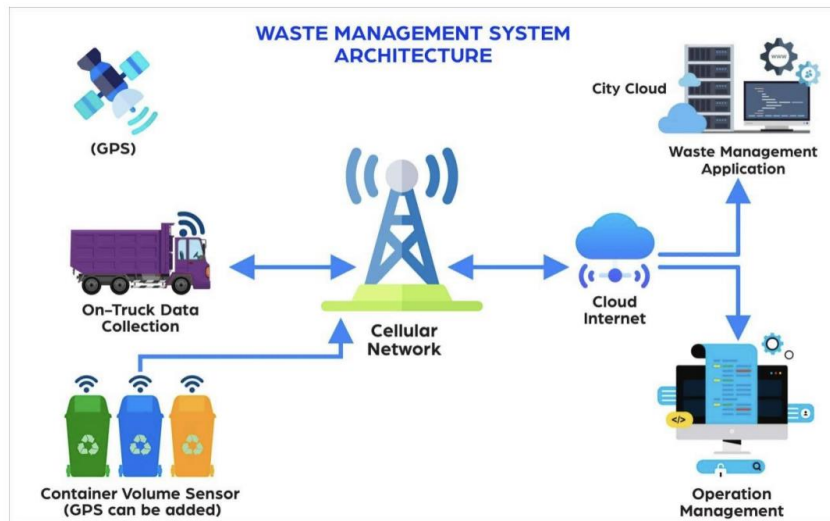 WASTE MANAGEMENT SYSTEM
ARCHITECTURE
(GPS)
City Cloud
WWW
Waste Management
Application
On-Truck Data
Collection
Cellular
Network
Cloud
Internet
Container Volume Sensor
(GPS can be added)
</>
Operation
Management